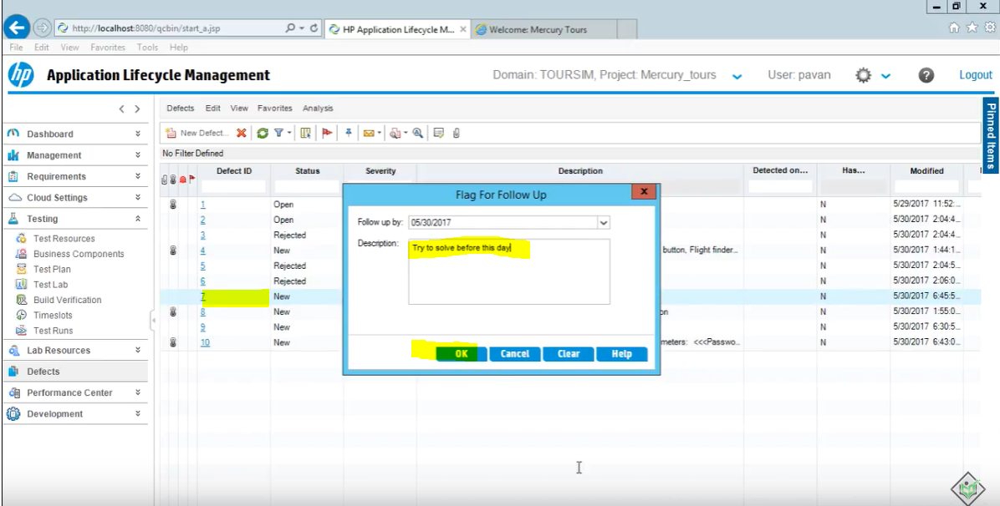 http://localhost:8080/qcbin/start_a.jsp
HP Application Lifecycle M...
Welcome: Mercury Tours
File Edit View Favorites Tools Help
hp Application Lifecycle Management
Domain: TOURSIM, Project: Mercury_tours
User: pavan
Logout
Pinned Items
Dashboard
Management
Requirements
Cloud Settings
Testing
Test Resources
Business Components
Test Plan
Test Lab
Build Verification
Timeslots
Test Runs
Lab Resources
Defects
Performance Center
Development
Defects Edit View Favorites Analysis
New Defect...
No Filter Defined
Defect ID Status Severity Description Detected on... Has... Modified
1 Open N 5/29/2017 11:52:...
2 Open N 5/30/2017 2:04:4...
3 Rejected N 5/30/2017 2:04:4...
4 New button, Flight finder... N 5/30/2017 1:44:1...
5 Rejected N 5/30/2017 2:04:5...
6 Rejected N 5/30/2017 2:06:0...
7 New N 5/30/2017 6:45:5...
8 New on N 5/30/2017 1:55:0...
9 New N 5/30/2017 6:30:5...
10 New meters: <<<Passwo... N 5/30/2017 6:43:0...
Flag For Follow Up
Follow up by: 05/30/2017
Description: Try to solve before this day
OK Cancel Clear Help